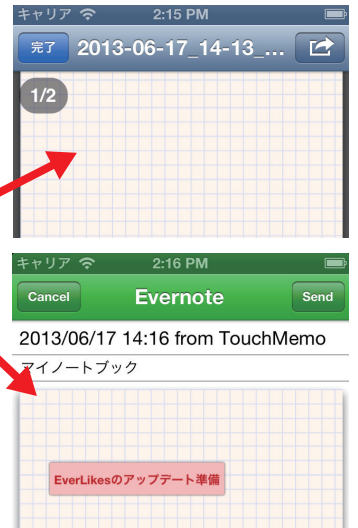 キャリア 2:15 PM
完了 2013-06-17_14-13_...
1/2
キャリア 2:16 PM
Cancel Evernote Send
2013/06/17 14:16 from TouchMemo
マイノートブック
EverLikesのアップデート準備